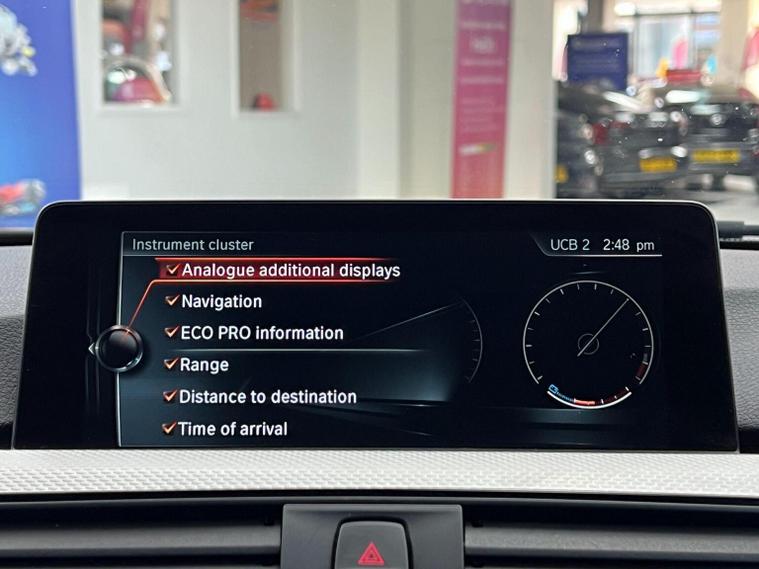 Instrument cluster
UCB 2 2:48 pm
Analogue additional displays
Navigation
ECO PRO information
Range
Distance to destination
Time of arrival